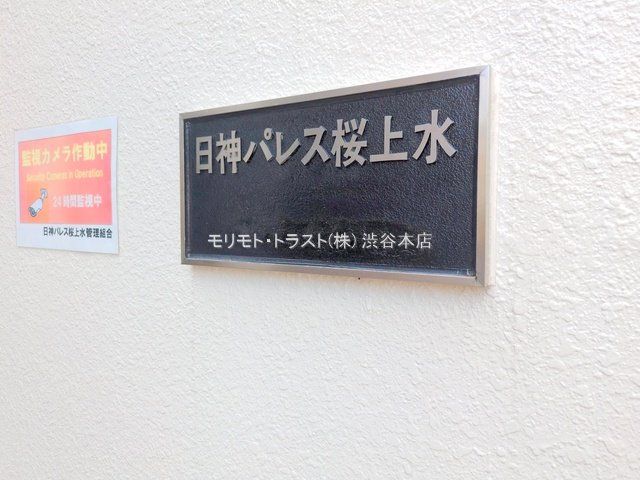 日神パレス桜上水
モリモト・トラスト(株) 渋谷本店
監視カメラ作動中
Security Cameras in Operation
24時間監視中
日神パレス桜上水管理組合